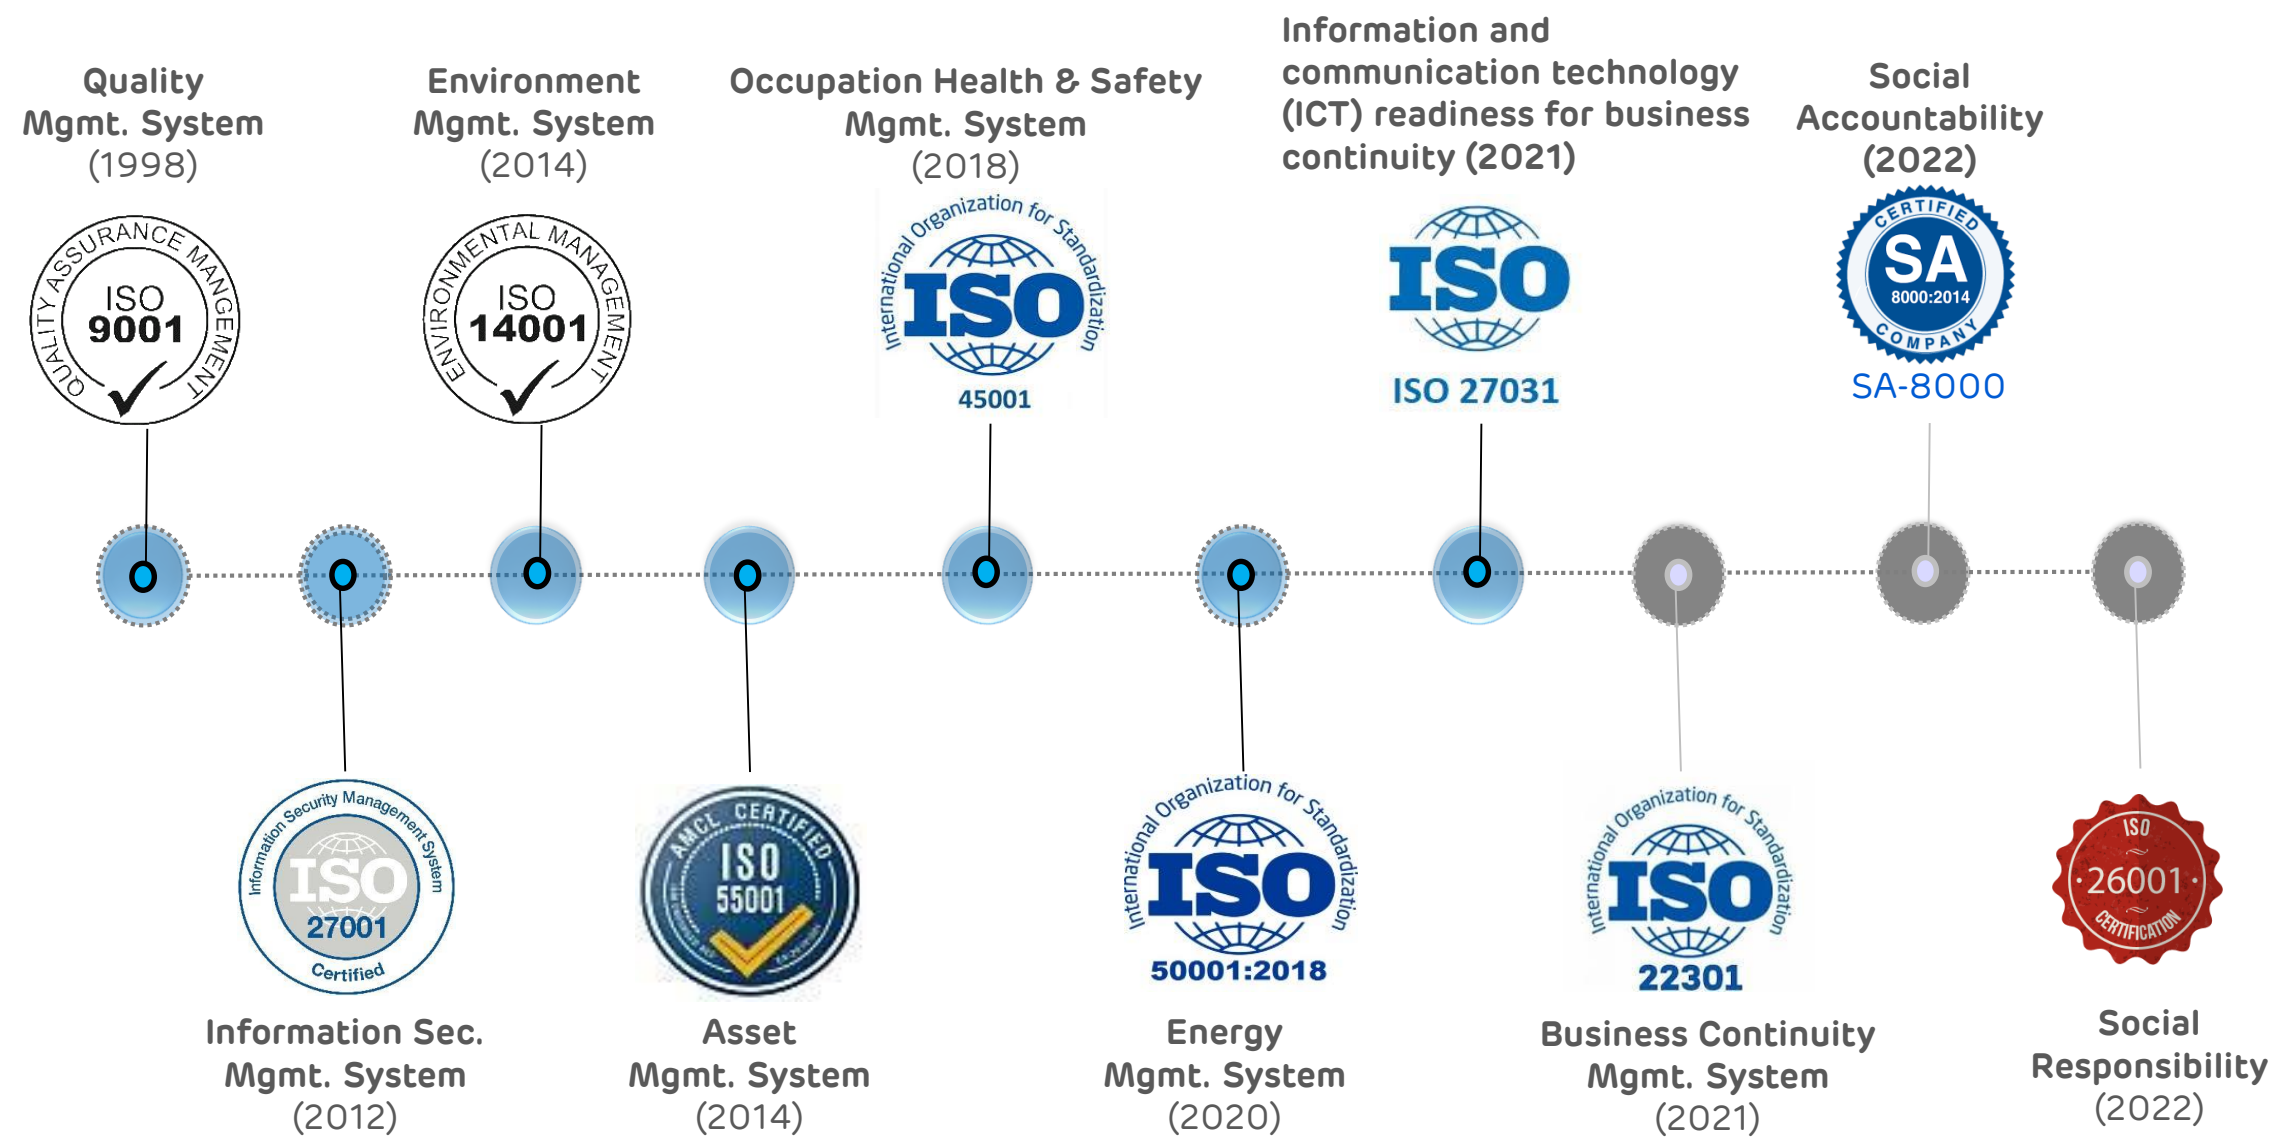 Quality
Mgmt. System
(1998)
QUALITY ASSURANCE MANGEMENT
ISO
9001
Environment
Mgmt. System
(2014)
ENVIRONMENTAL MANAGEMENT
ISO
14001
Occupation Health & Safety
Mgmt. System
(2018)
International Organization for Standardization
ISO
45001
Information and
communication technology
(ICT) readiness for business
continuity (2021)
ISO
ISO 27031
Social
Accountability
(2022)
CERTIFIED
SA
8000:2014
COMPANY
SA-8000
Information Security Management System
ISO
27001
Certified
Information Sec.
Mgmt. System
(2012)
AMCL CERTIFIED
ISO
55001
Asset
Mgmt. System
(2014)
International Organization for Standardization
ISO
50001:2018
Energy
Mgmt. System
(2020)
International Organization for Standardization
ISO
22301
Business Continuity
Mgmt. System
(2021)
ISO
26001
CERTIFICATION
Social
Responsibility
(2022)